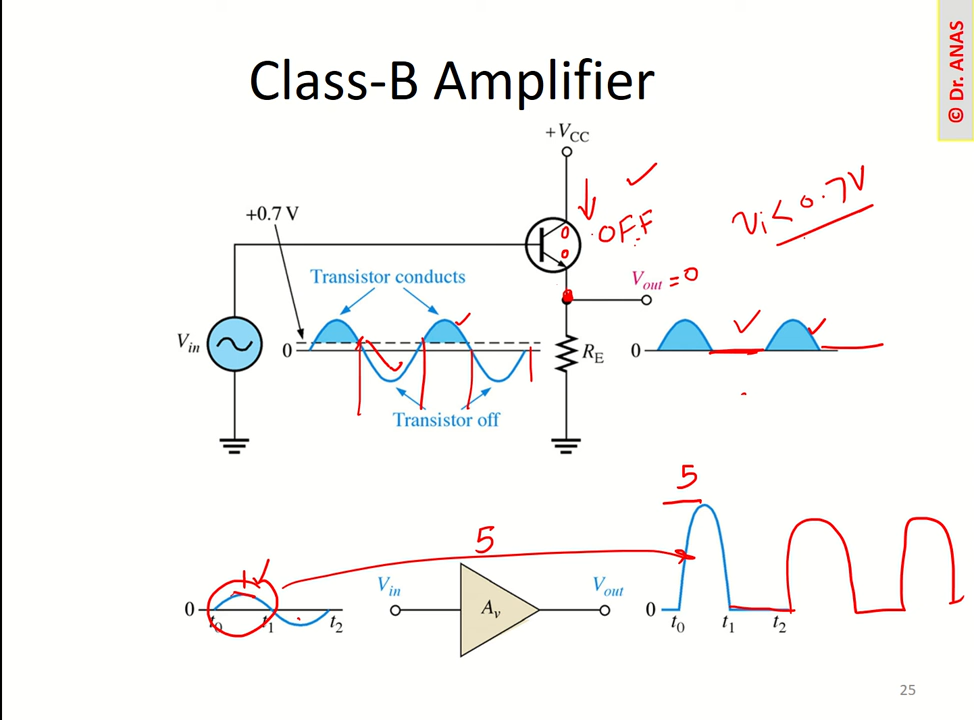 © Dr. ANAS
Class-B Amplifier
+VCC
+0.7 V
OFF
Vi < 0.7V
Transistor conducts
Vout = 0
Vin
0
RE
0
Transistor off
5
5
+V
Vin
Vout
0
Av
0
t0
t1
t2
t0
t1
t2
25